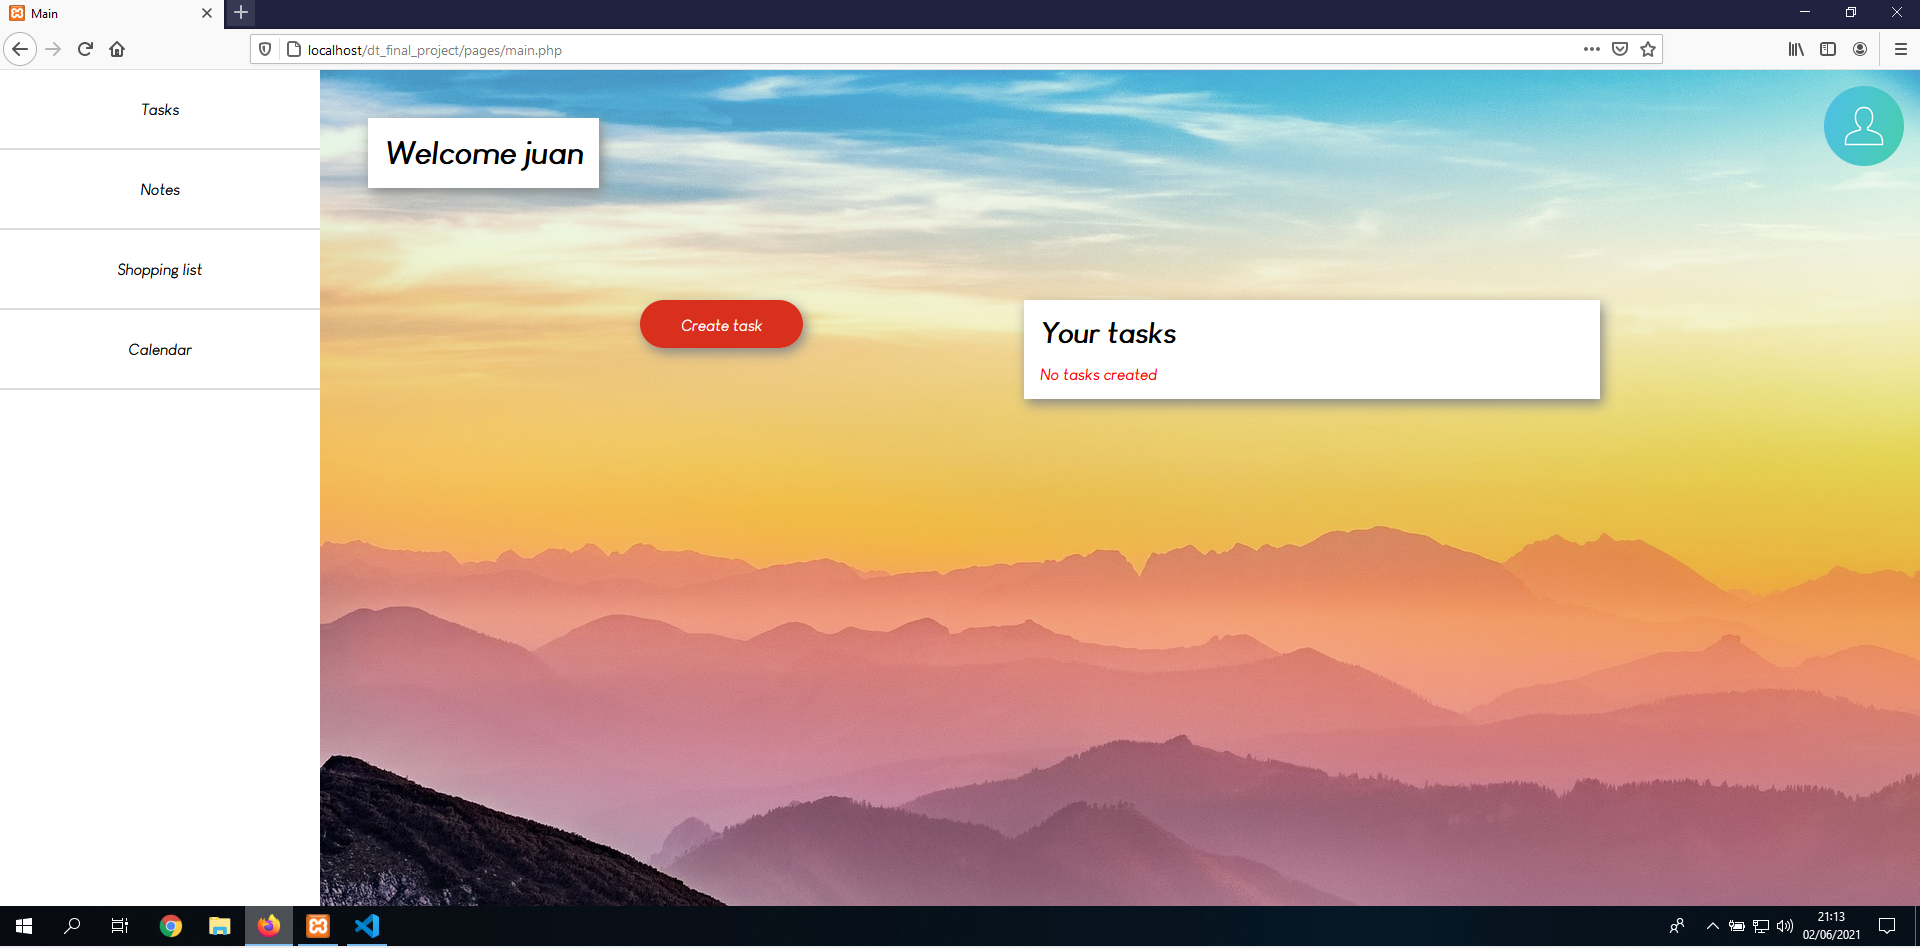 Main
localhost/dt_final_project/pages/main.php
Tasks
Notes
Shopping list
Calendar
Welcome juan
Create task
Your tasks
No tasks created
21:13
02/06/2021